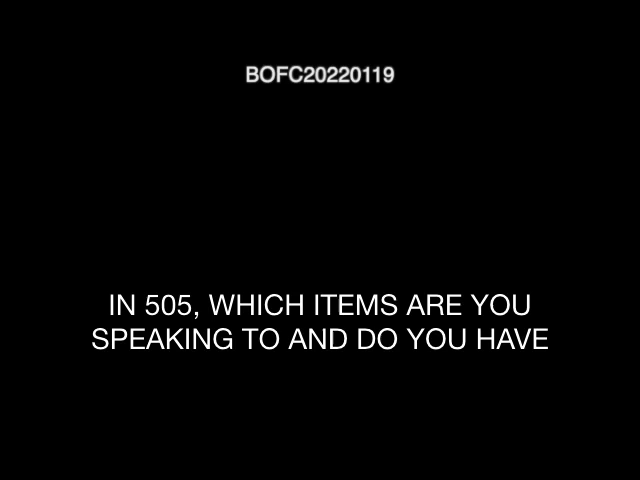 BOFC20220119
IN 505, WHICH ITEMS ARE YOU
SPEAKING TO AND DO YOU HAVE